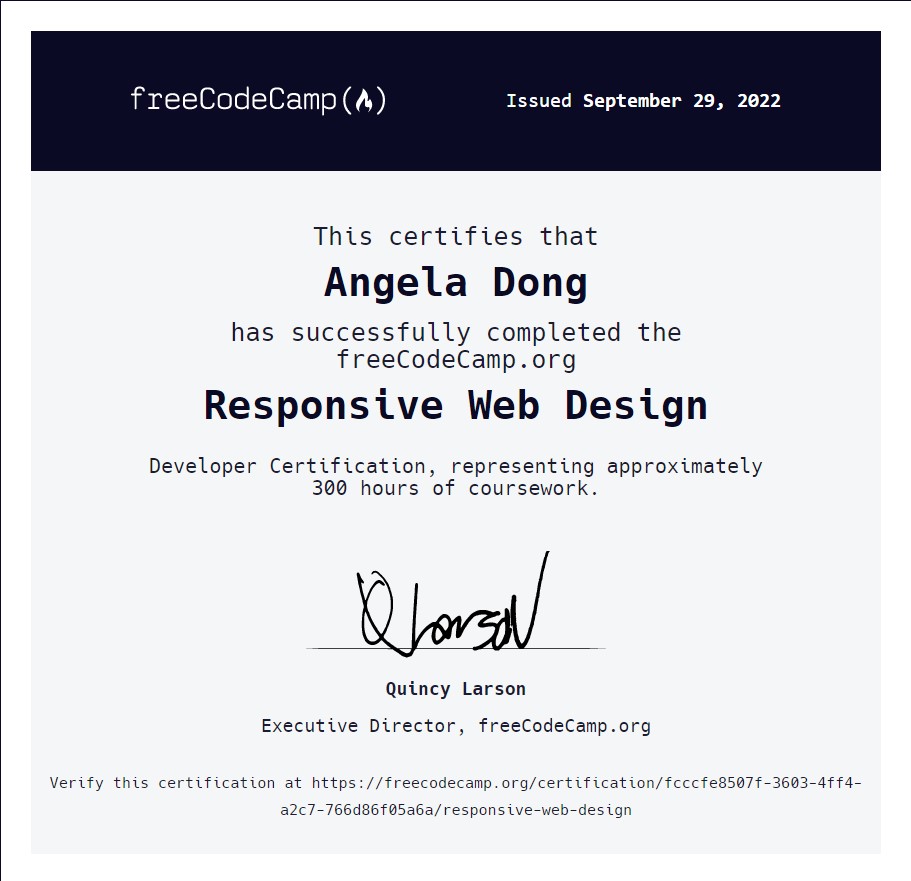 freeCodeCamp(🔥)
Issued September 29, 2022
This certifies that
Angela Dong
has successfully completed the
freeCodeCamp.org
Responsive Web Design
Developer Certification, representing approximately
300 hours of coursework.
Q Larson
Quincy Larson
Executive Director, freeCodeCamp.org
Verify this certification at https://freecodecamp.org/certification/fcccfe8507f-3603-4ff4-
a2c7-766d86f05a6a/responsive-web-design